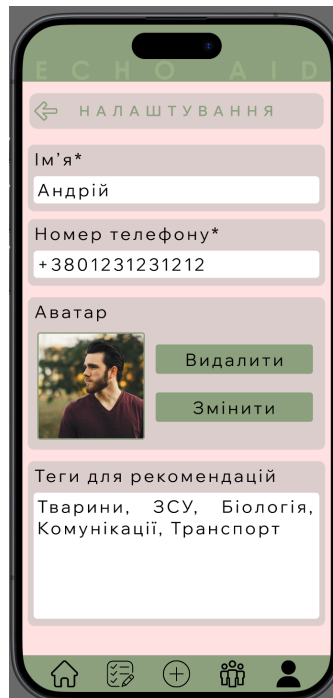 ECHO AID
НАЛАШТУВАННЯ
Ім’я*
Андрій
Номер телефону*
+3801231231212
Аватар
Видалити
Змінити
Теги для рекомендацій
Тварини, ЗСУ, Біологія,
Комунікації, Транспорт